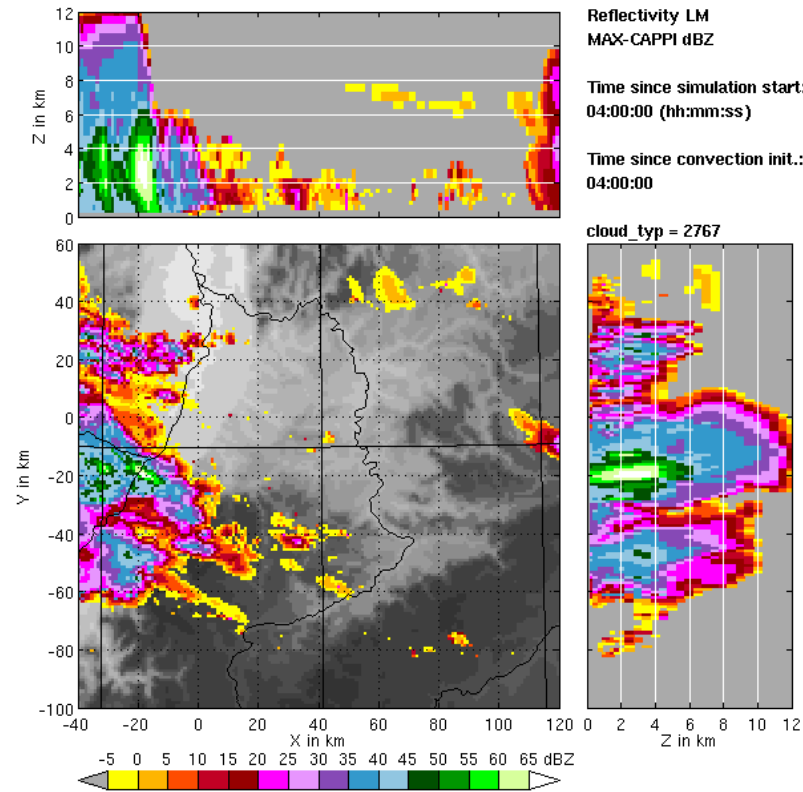 Reflectivity LM
MAX-CAPPI dBZ
Time since simulation start:
04:00:00 (hh:mm:ss)
Time since convection init.:
04:00:00
cloud_typ = 2767
12
10
8
6
4
2
0
Z in km
60
40
20
0
-20
-40
-60
-80
-100
Y in km
-40 -20 0 20 40 60 80 100 120
X in km
0 2 4 6 8 10 12
Z in km
-5 0 5 10 15 20 25 30 35 40 45 50 55 60 65 dBZ